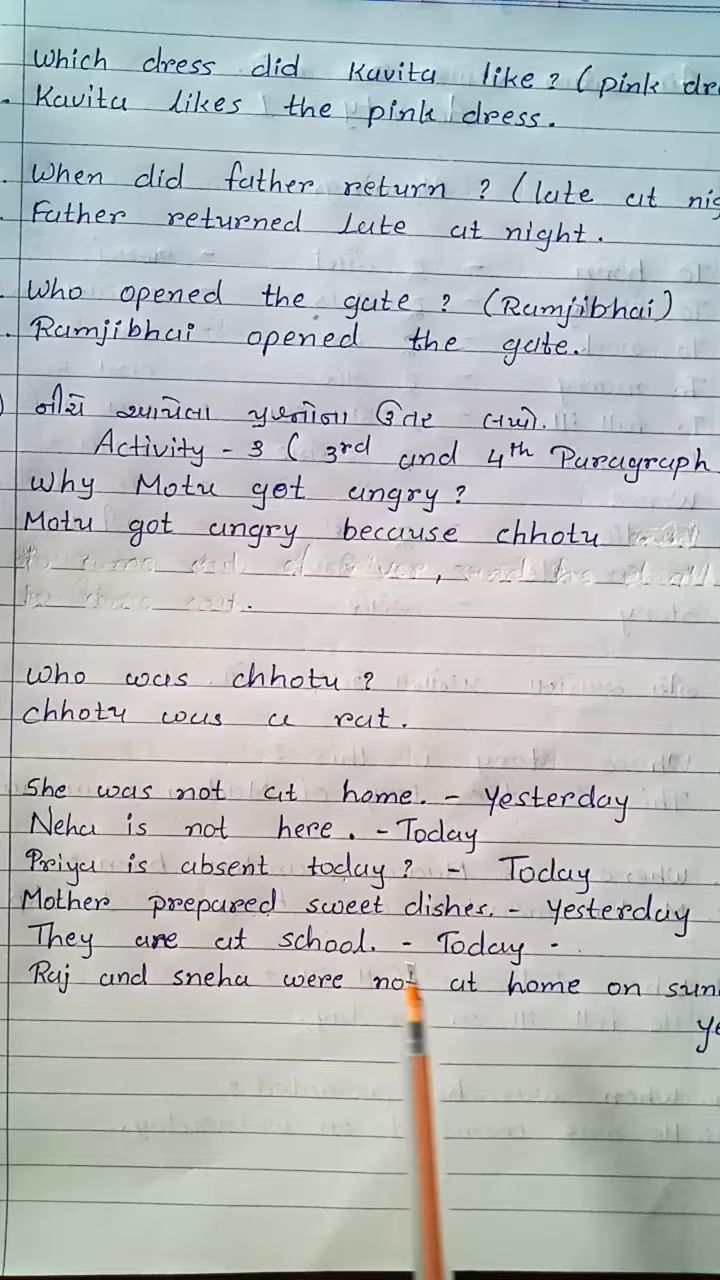 Which dress did Kavita like ? ( pink dre
. Kavita likes the pink dress.
. When did father return ? ( late at nig
. Father returned Late at night.
. Who opened the gate ? (Ramjibhai)
. Ramjibhai opened the gate.
) નીચે આપેલા પ્રશ્નોના ઉત્તર લખો.
Activity - 3 ( 3rd and 4th Paragraph
Why Motu got angry ?
Motu got angry because chhotu
Who was chhotu ?
chhotu was a rat.
She was not at home. - Yesterday
Neha is not here. - Today
Priya is absent today ? - Today
Mother prepared sweet dishes. - Yesterday
They are at school. - Today -
Raj and sneha were not at home on sun
ye